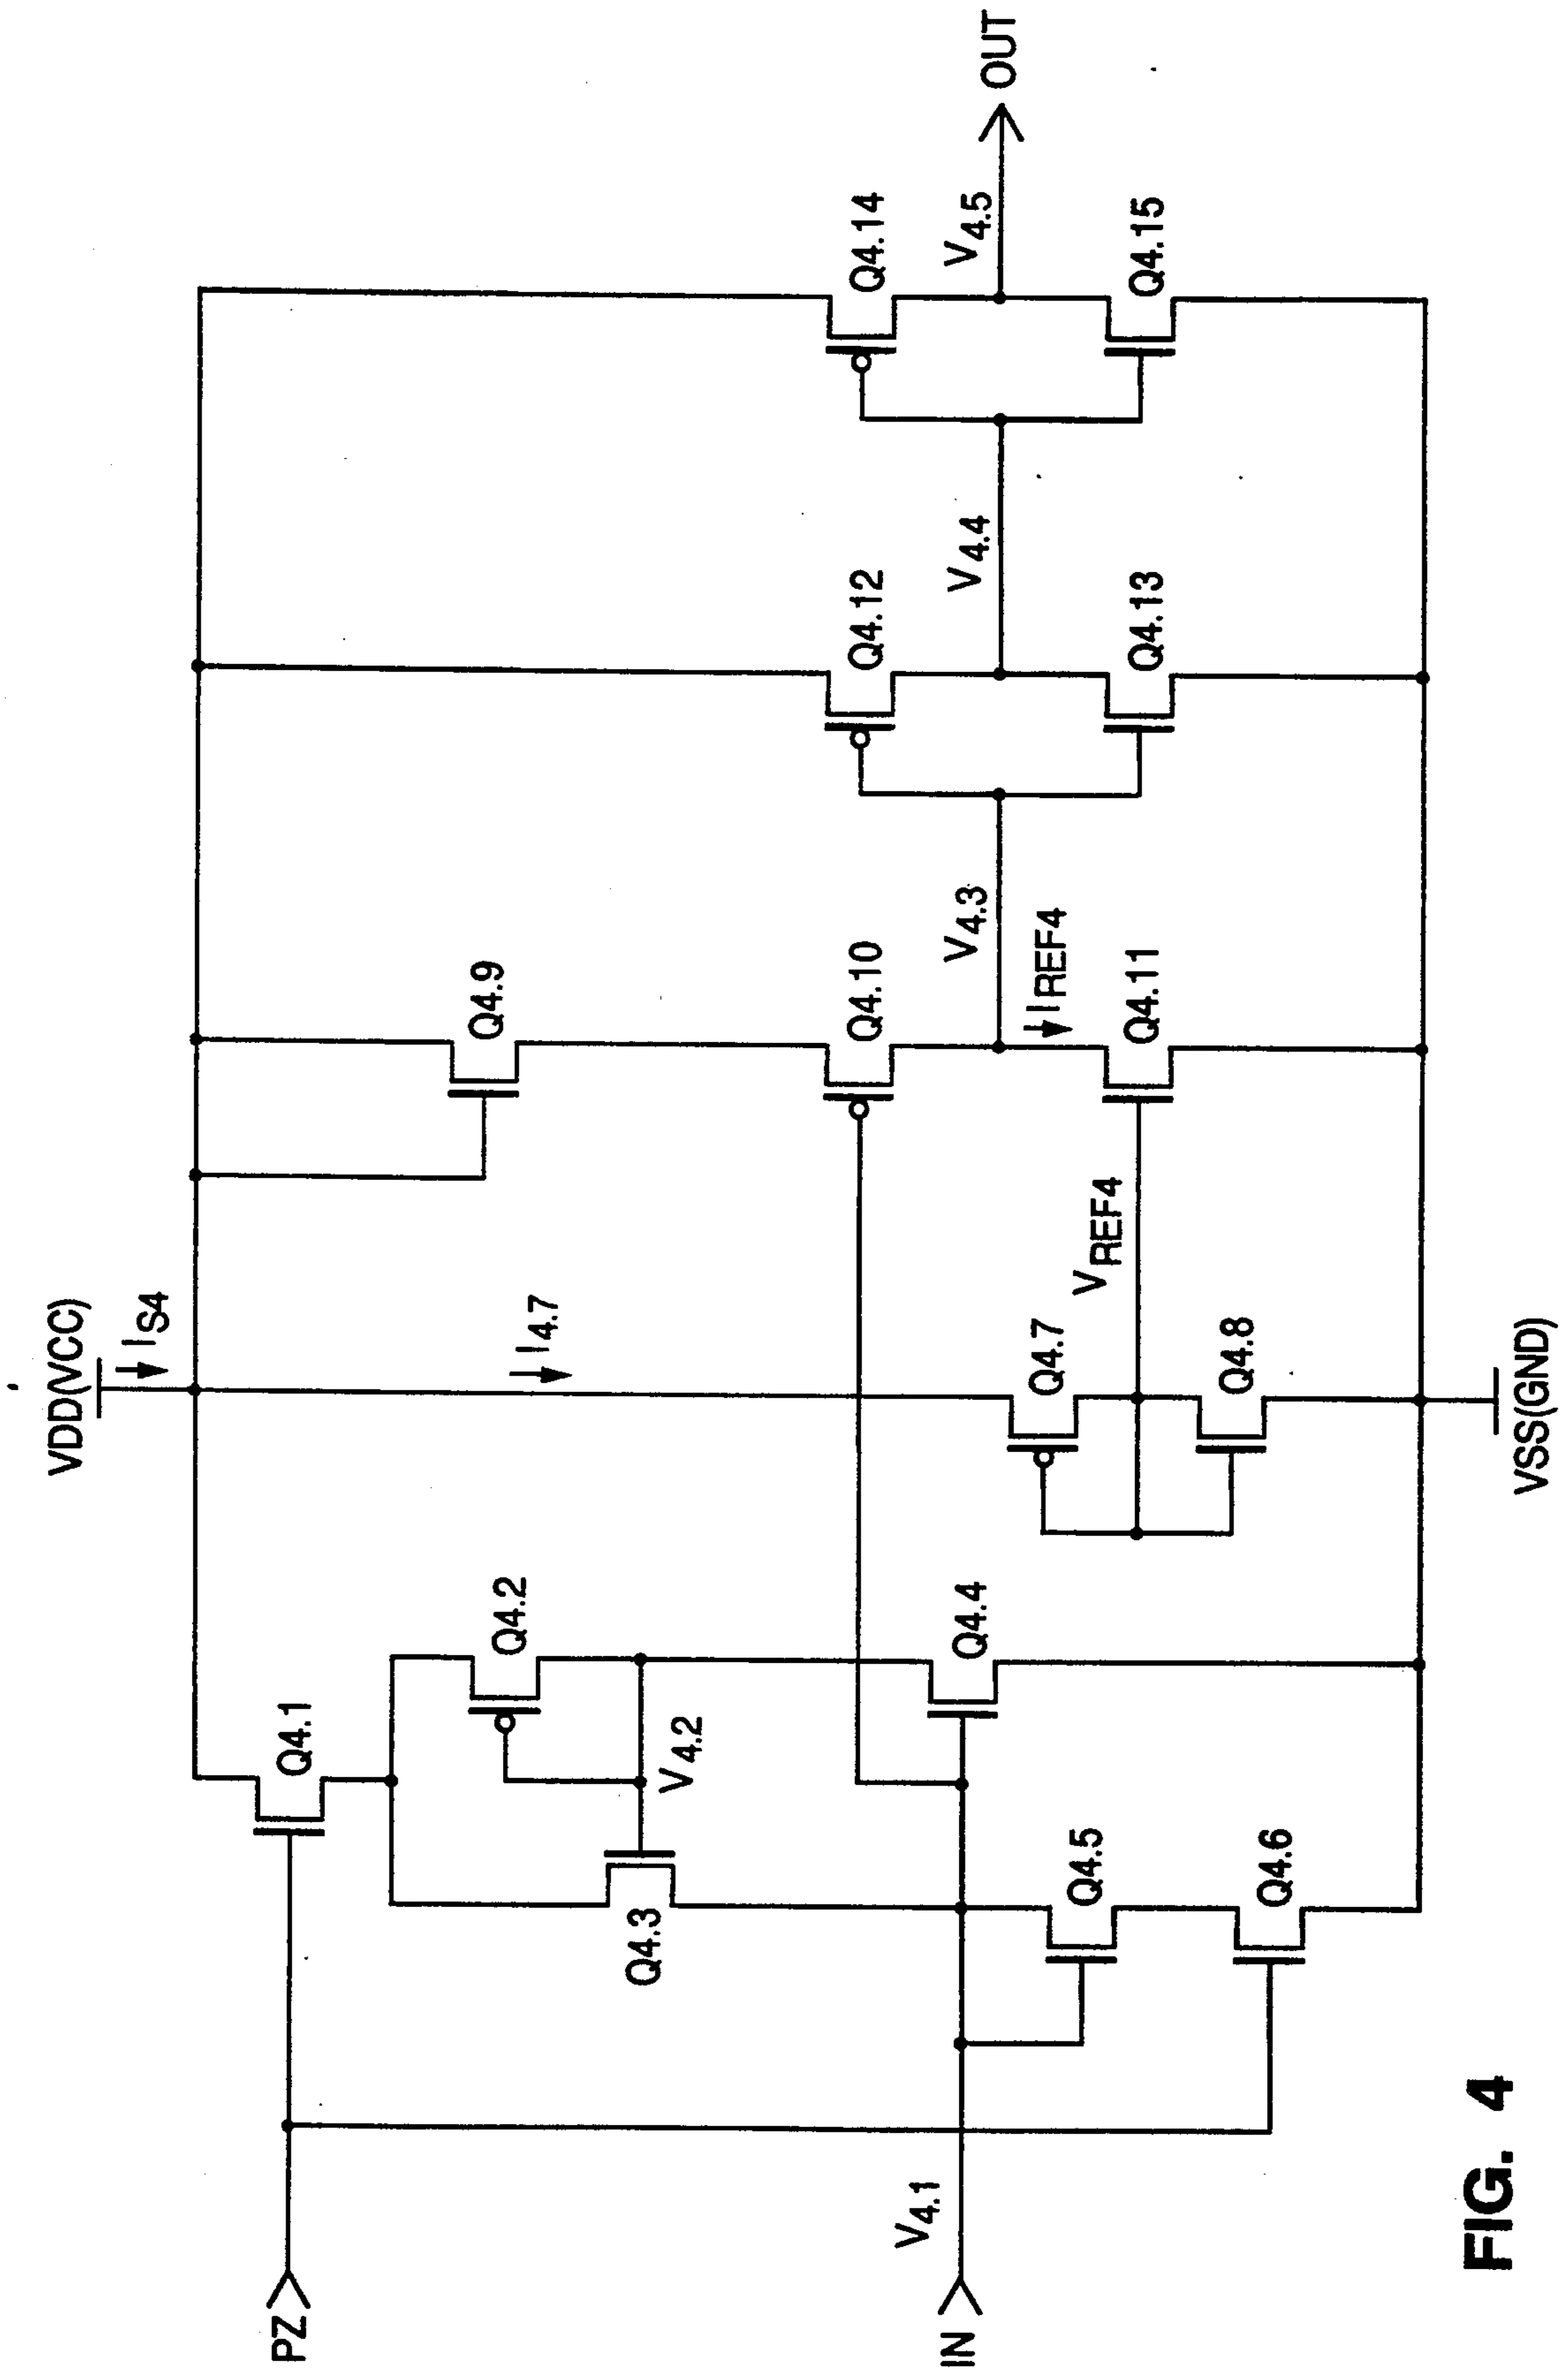 VDD(VCC)
I S4
PZ
Q4.1
Q4.2
Q4.3
V4.2
I4.7
Q4.9
IN
V4.1
Q4.4
Q4.5
Q4.6
Q4.7
Q4.8
VREF4
Q4.10
V4.3
IREF4
Q4.11
Q4.12
V4.4
Q4.13
Q4.14
V4.5
Q4.15
OUT
VSS(GND)
FIG. 4